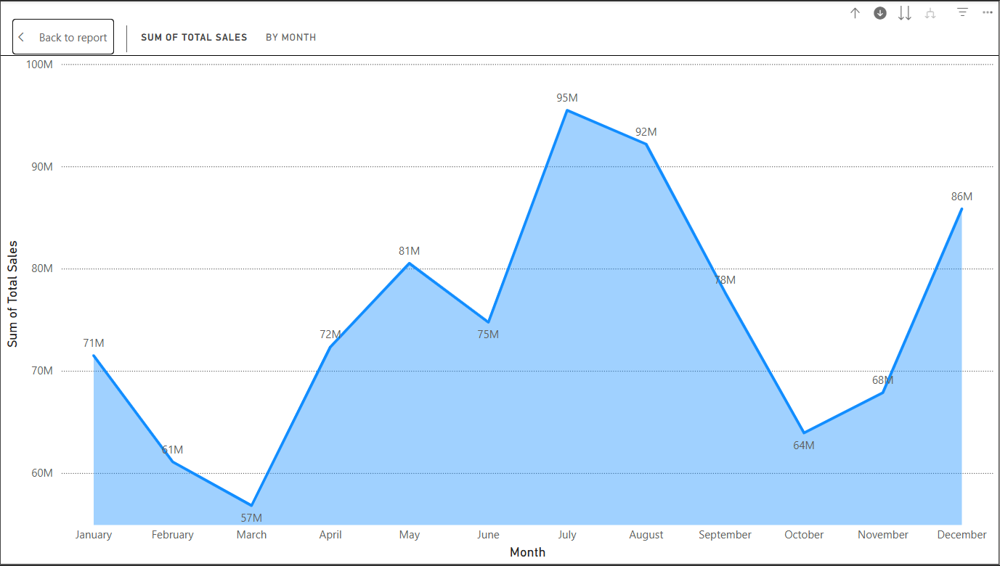 Back to report
SUM OF TOTAL SALES BY MONTH
100M
95M
92M
90M
86M
81M
80M
78M
75M
72M
71M
70M
68M
64M
61M
60M
57M
Sum of Total Sales
January February March April May June July August September October November December
Month